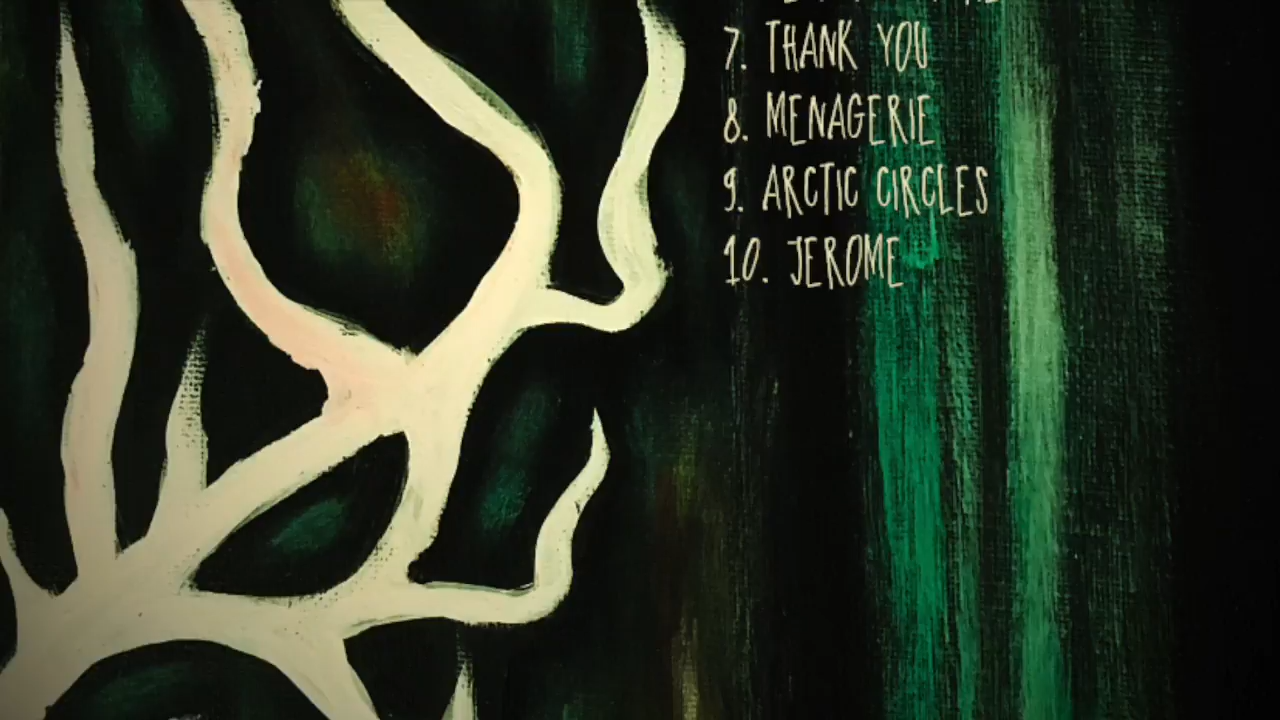 7. THANK YOU
8. MENAGERIE
9. ARCTIC CIRCLES
10. JEROME